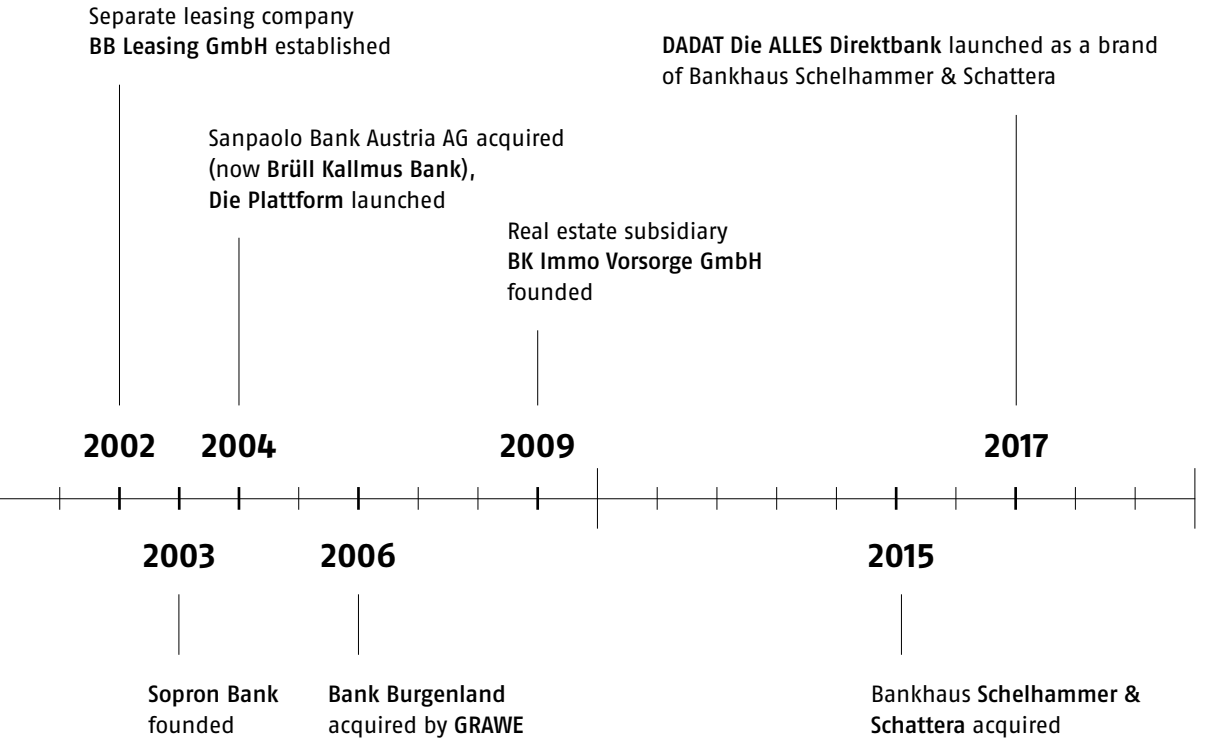 Separate leasing company
BB Leasing GmbH established
DADAT Die ALLES Direktbank launched as a brand
of Bankhaus Schelhammer & Schattera
Sanpaolo Bank Austria AG acquired
(now Brüll Kallmus Bank),
Die Plattform launched
Real estate subsidiary
BK Immo Vorsorge GmbH
founded
2002 2004 2009 2017
2003 2006 2015
Sopron Bank
founded
Bank Burgenland
acquired by GRAWE
Bankhaus Schelhammer &
Schattera acquired